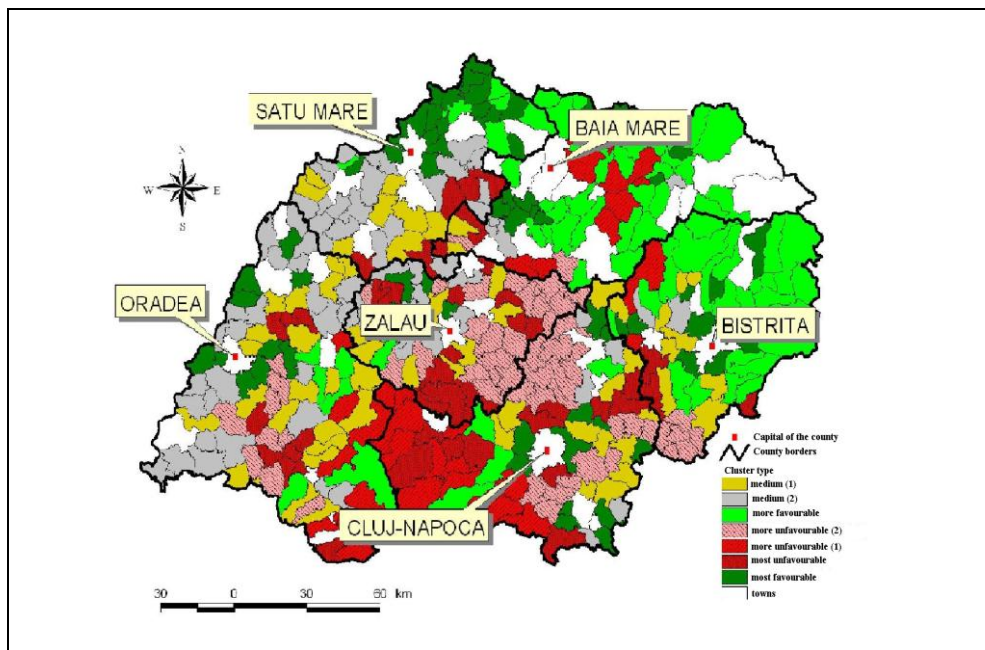 SATU MARE
BAIA MARE
N
W E
S
ORADEA
ZALAU
BISTRITA
CLUJ-NAPOCA
Capital of the county
County borders
Cluster type
medium (1)
medium (2)
more favourable
more unfavourable (2)
more unfavourable (1)
most unfavourable
most favourable
towns
30 0 30 60 km